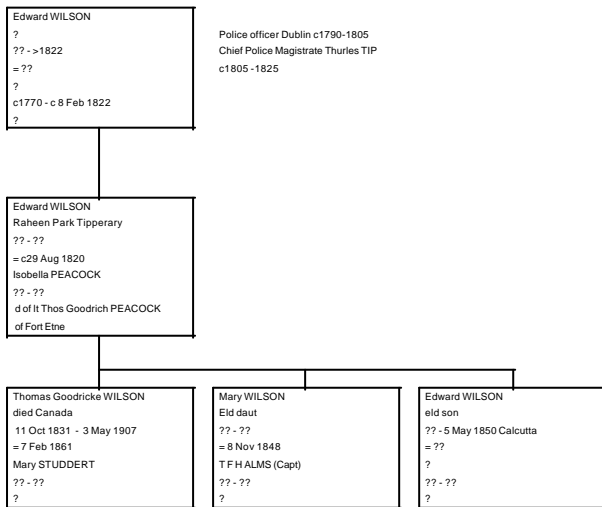 Edward WILSON
?
?? - >1822
= ??
?
c1770 - c 8 Feb 1822
?
Police officer Dublin c1790-1805
Chief Police Magistrate Thurles TIP
c1805 -1825
Edward WILSON
Raheen Park Tipperary
?? - ??
= c29 Aug 1820
Isobella PEACOCK
?? - ??
d of lt Thos Goodrich PEACOCK
of Fort Etne
Thomas Goodricke WILSON
died Canada
11 Oct 1831 - 3 May 1907
= 7 Feb 1861
Mary STUDDERT
?? - ??
?
Mary WILSON
Eld daut
?? - ??
= 8 Nov 1848
T F H ALMS (Capt)
?? - ??
?
Edward WILSON
eld son
?? - 5 May 1850 Calcutta
= ??
?
?? - ??
?